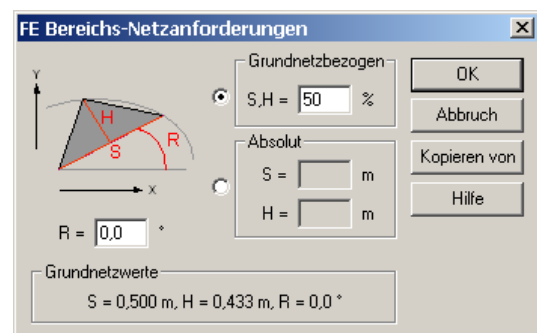 FE Bereichs-Netzanforderungen
Y
H
S
R
X
R = 0,0 °
Grundnetzbezogen
S,H = 50 %
Absolut
S = m
H = m
OK
Abbruch
Kopieren von
Hilfe
Grundnetzwerte
S = 0,500 m, H = 0,433 m, R = 0,0 °